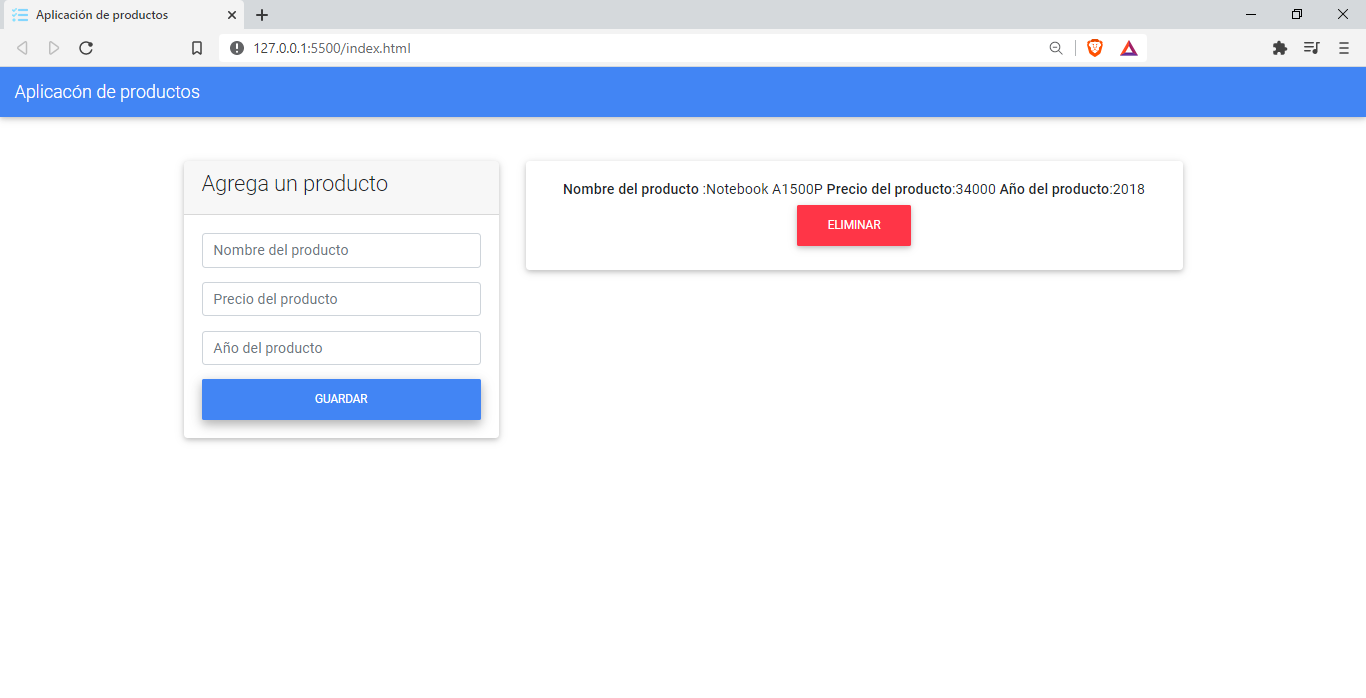 Aplicación de productos
127.0.0.1:5500/index.html
Aplicacón de productos
Agrega un producto
Nombre del producto
Precio del producto
Año del producto
GUARDAR
Nombre del producto :Notebook A1500P Precio del producto:34000 Año del producto:2018
ELIMINAR